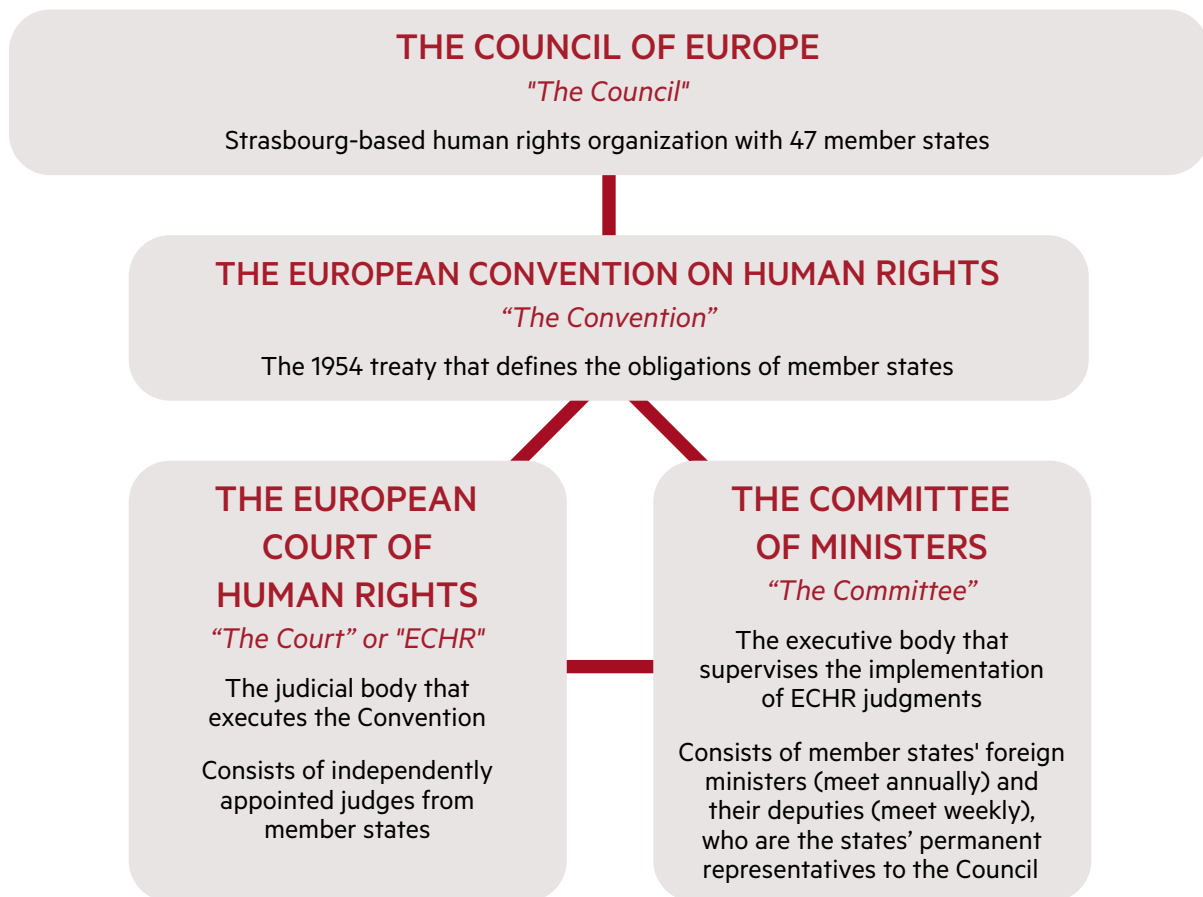 THE COUNCIL OF EUROPE
"The Council"
Strasbourg-based human rights organization with 47 member states
THE EUROPEAN CONVENTION ON HUMAN RIGHTS
“The Convention”
The 1954 treaty that defines the obligations of member states
THE EUROPEAN
COURT OF
HUMAN RIGHTS
“The Court” or "ECHR"
The judicial body that
executes the Convention
Consists of independently
appointed judges from
member states
THE COMMITTEE
OF MINISTERS
“The Committee”
The executive body that
supervises the implementation
of ECHR judgments
Consists of member states' foreign
ministers (meet annually) and
their deputies (meet weekly),
who are the states’ permanent
representatives to the Council